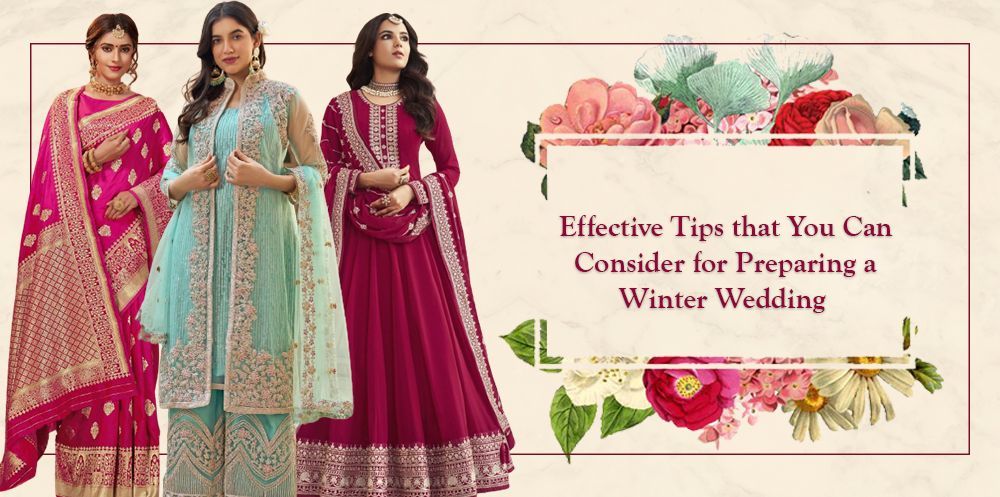 Effective Tips that You Can
Consider for Preparing a
Winter Wedding